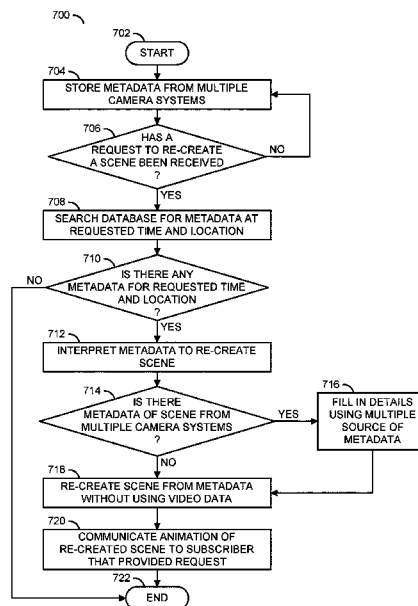 700
702
START
704
STORE METADATA FROM MULTIPLE
CAMERA SYSTEMS
706
HAS A
REQUEST TO RE-CREATE
A SCENE BEEN RECEIVED
?
NO
YES
708
SEARCH DATABASE FOR METADATA AT
REQUESTED TIME AND LOCATION
710
NO
IS THERE ANY
METADATA FOR REQUESTED TIME
AND LOCATION
?
YES
712
INTERPRET METADATA TO RE-CREATE
SCENE
714
IS THERE
METADATA OF SCENE FROM
MULTIPLE CAMERA SYSTEMS
?
YES
716
FILL IN DETAILS
USING MULTIPLE
SOURCE OF
METADATA
NO
718
RE-CREATE SCENE FROM METADATA
WITHOUT USING VIDEO DATA
720
COMMUNICATE ANIMATION OF
RE-CREATED SCENE TO SUBSCRIBER
THAT PROVIDED REQUEST
722
END